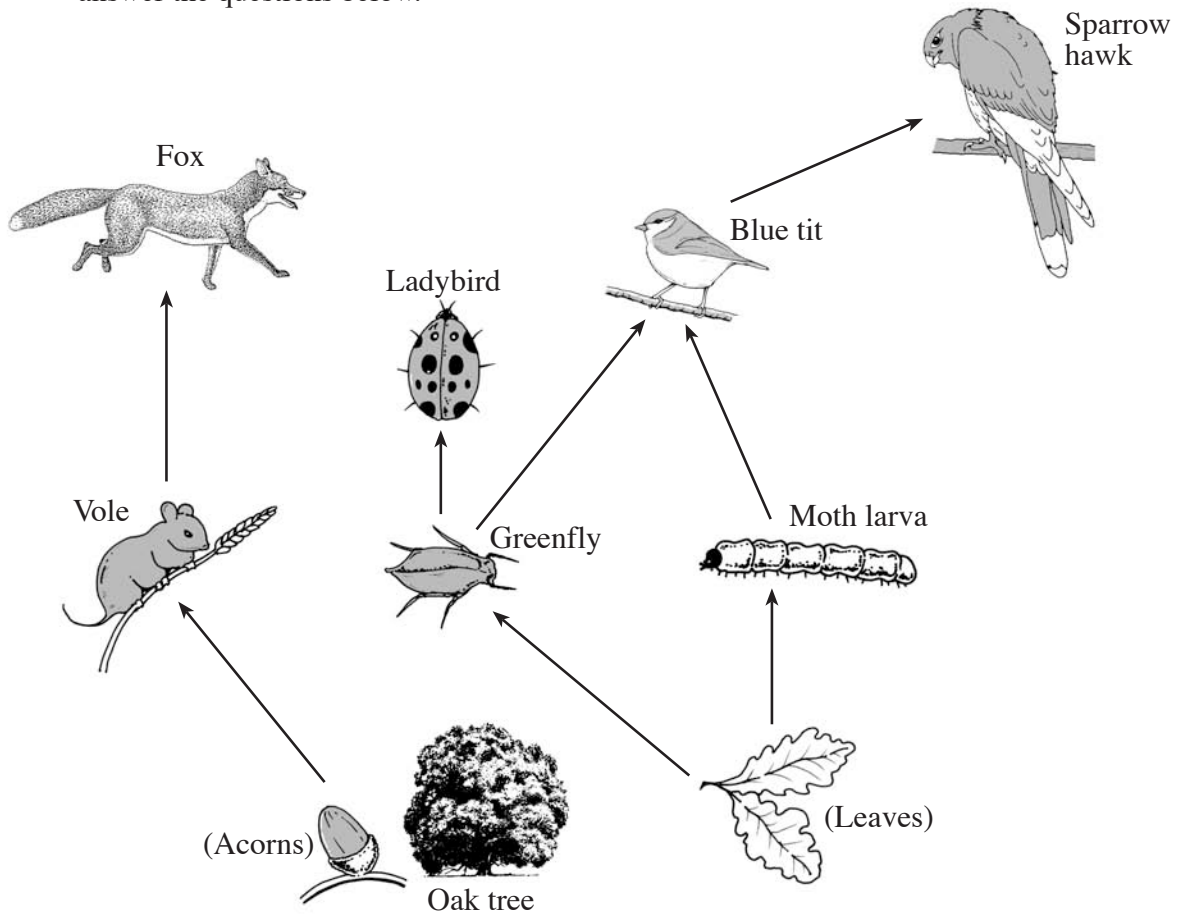 answer the questions below.
Sparrow
hawk
Fox
Blue tit
Ladybird
Vole
Greenfly
Moth larva
(Acorns)
(Leaves)
Oak tree